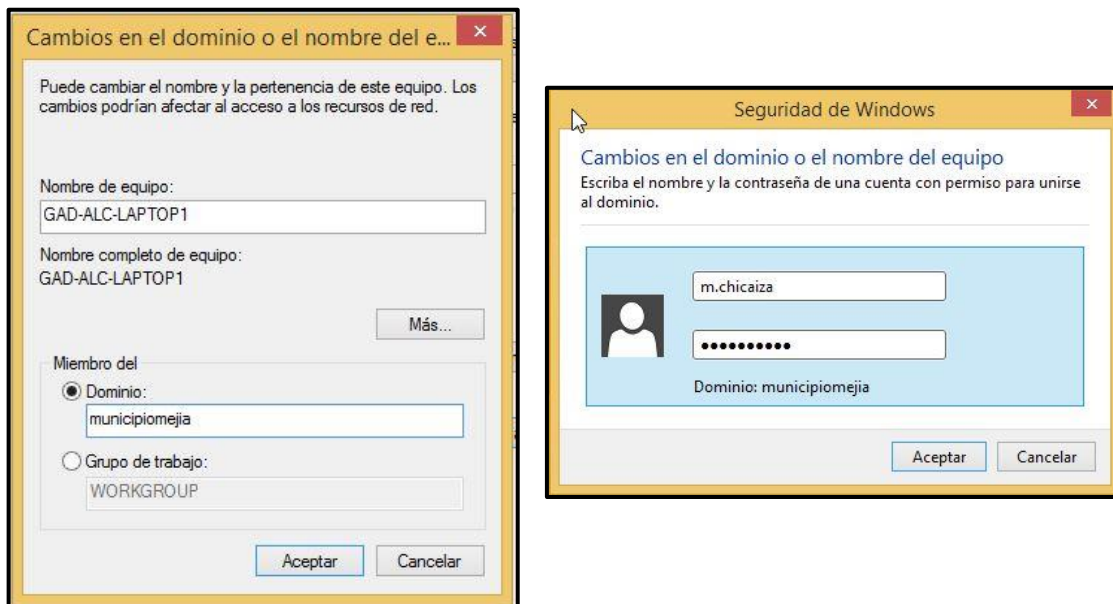 Cambios en el dominio o el nombre del e...
Puede cambiar el nombre y la pertenencia de este equipo. Los
cambios podrían afectar al acceso a los recursos de red.
Nombre de equipo:
GAD-ALC-LAPTOP1
Nombre completo de equipo:
GAD-ALC-LAPTOP1
Más...
Miembro del
Dominio:
municipiomejia
Grupo de trabajo:
WORKGROUP
Aceptar Cancelar
Seguridad de Windows
Cambios en el dominio o el nombre del equipo
Escriba el nombre y la contraseña de una cuenta con permiso para unirse
al dominio.
m.chicaiza
••••••••••
Dominio: municipiomejia
Aceptar Cancelar